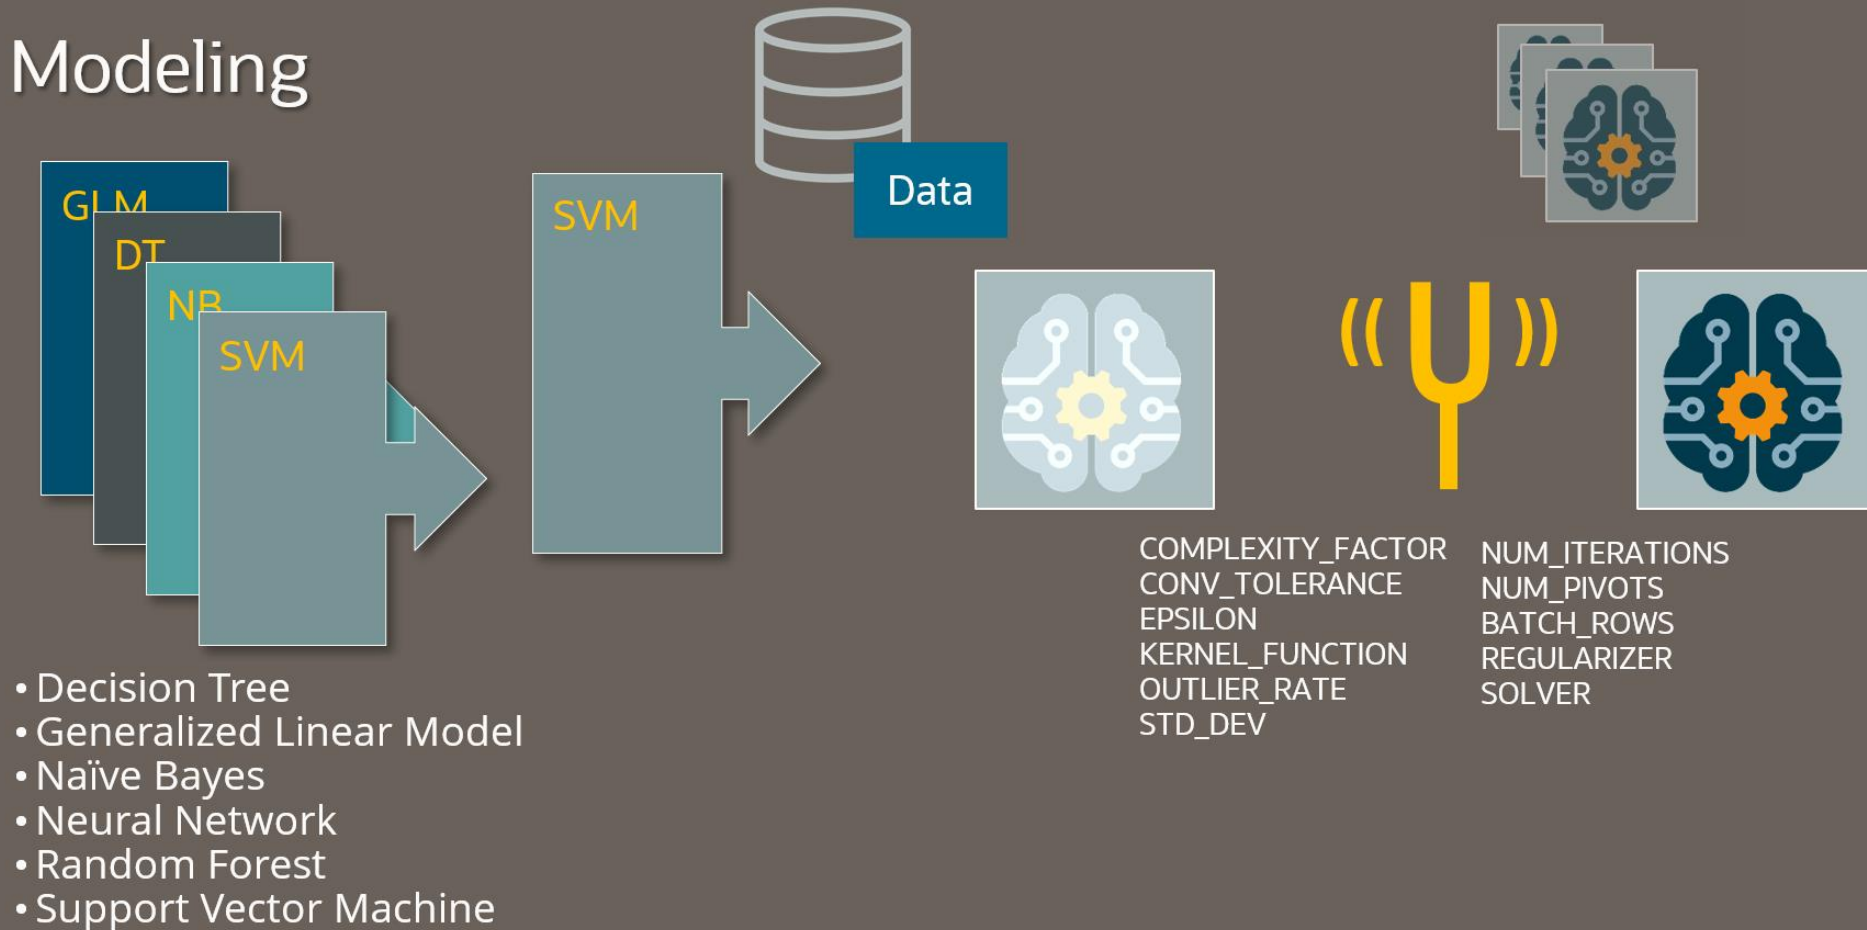 Modeling
GLM
DT
NB
SVM
SVM
Data
• Decision Tree
• Generalized Linear Model
• Naïve Bayes
• Neural Network
• Random Forest
• Support Vector Machine
COMPLEXITY_FACTOR
CONV_TOLERANCE
EPSILON
KERNEL_FUNCTION
OUTLIER_RATE
STD_DEV
NUM_ITERATIONS
NUM_PIVOTS
BATCH_ROWS
REGULARIZER
SOLVER